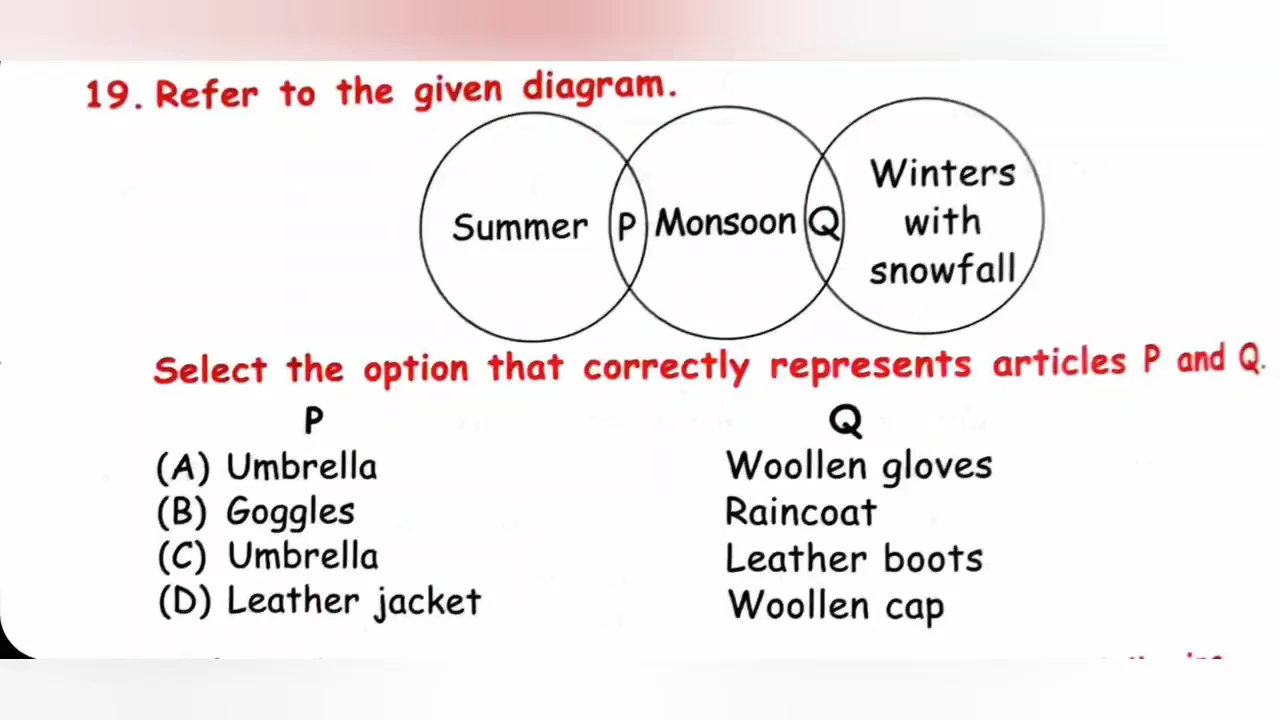 19. Refer to the given diagram.
Summer P Monsoon Q Winters with snowfall
Select the option that correctly represents articles P and Q.
P Q
(A) Umbrella Woollen gloves
(B) Goggles Raincoat
(C) Umbrella Leather boots
(D) Leather jacket Woollen cap